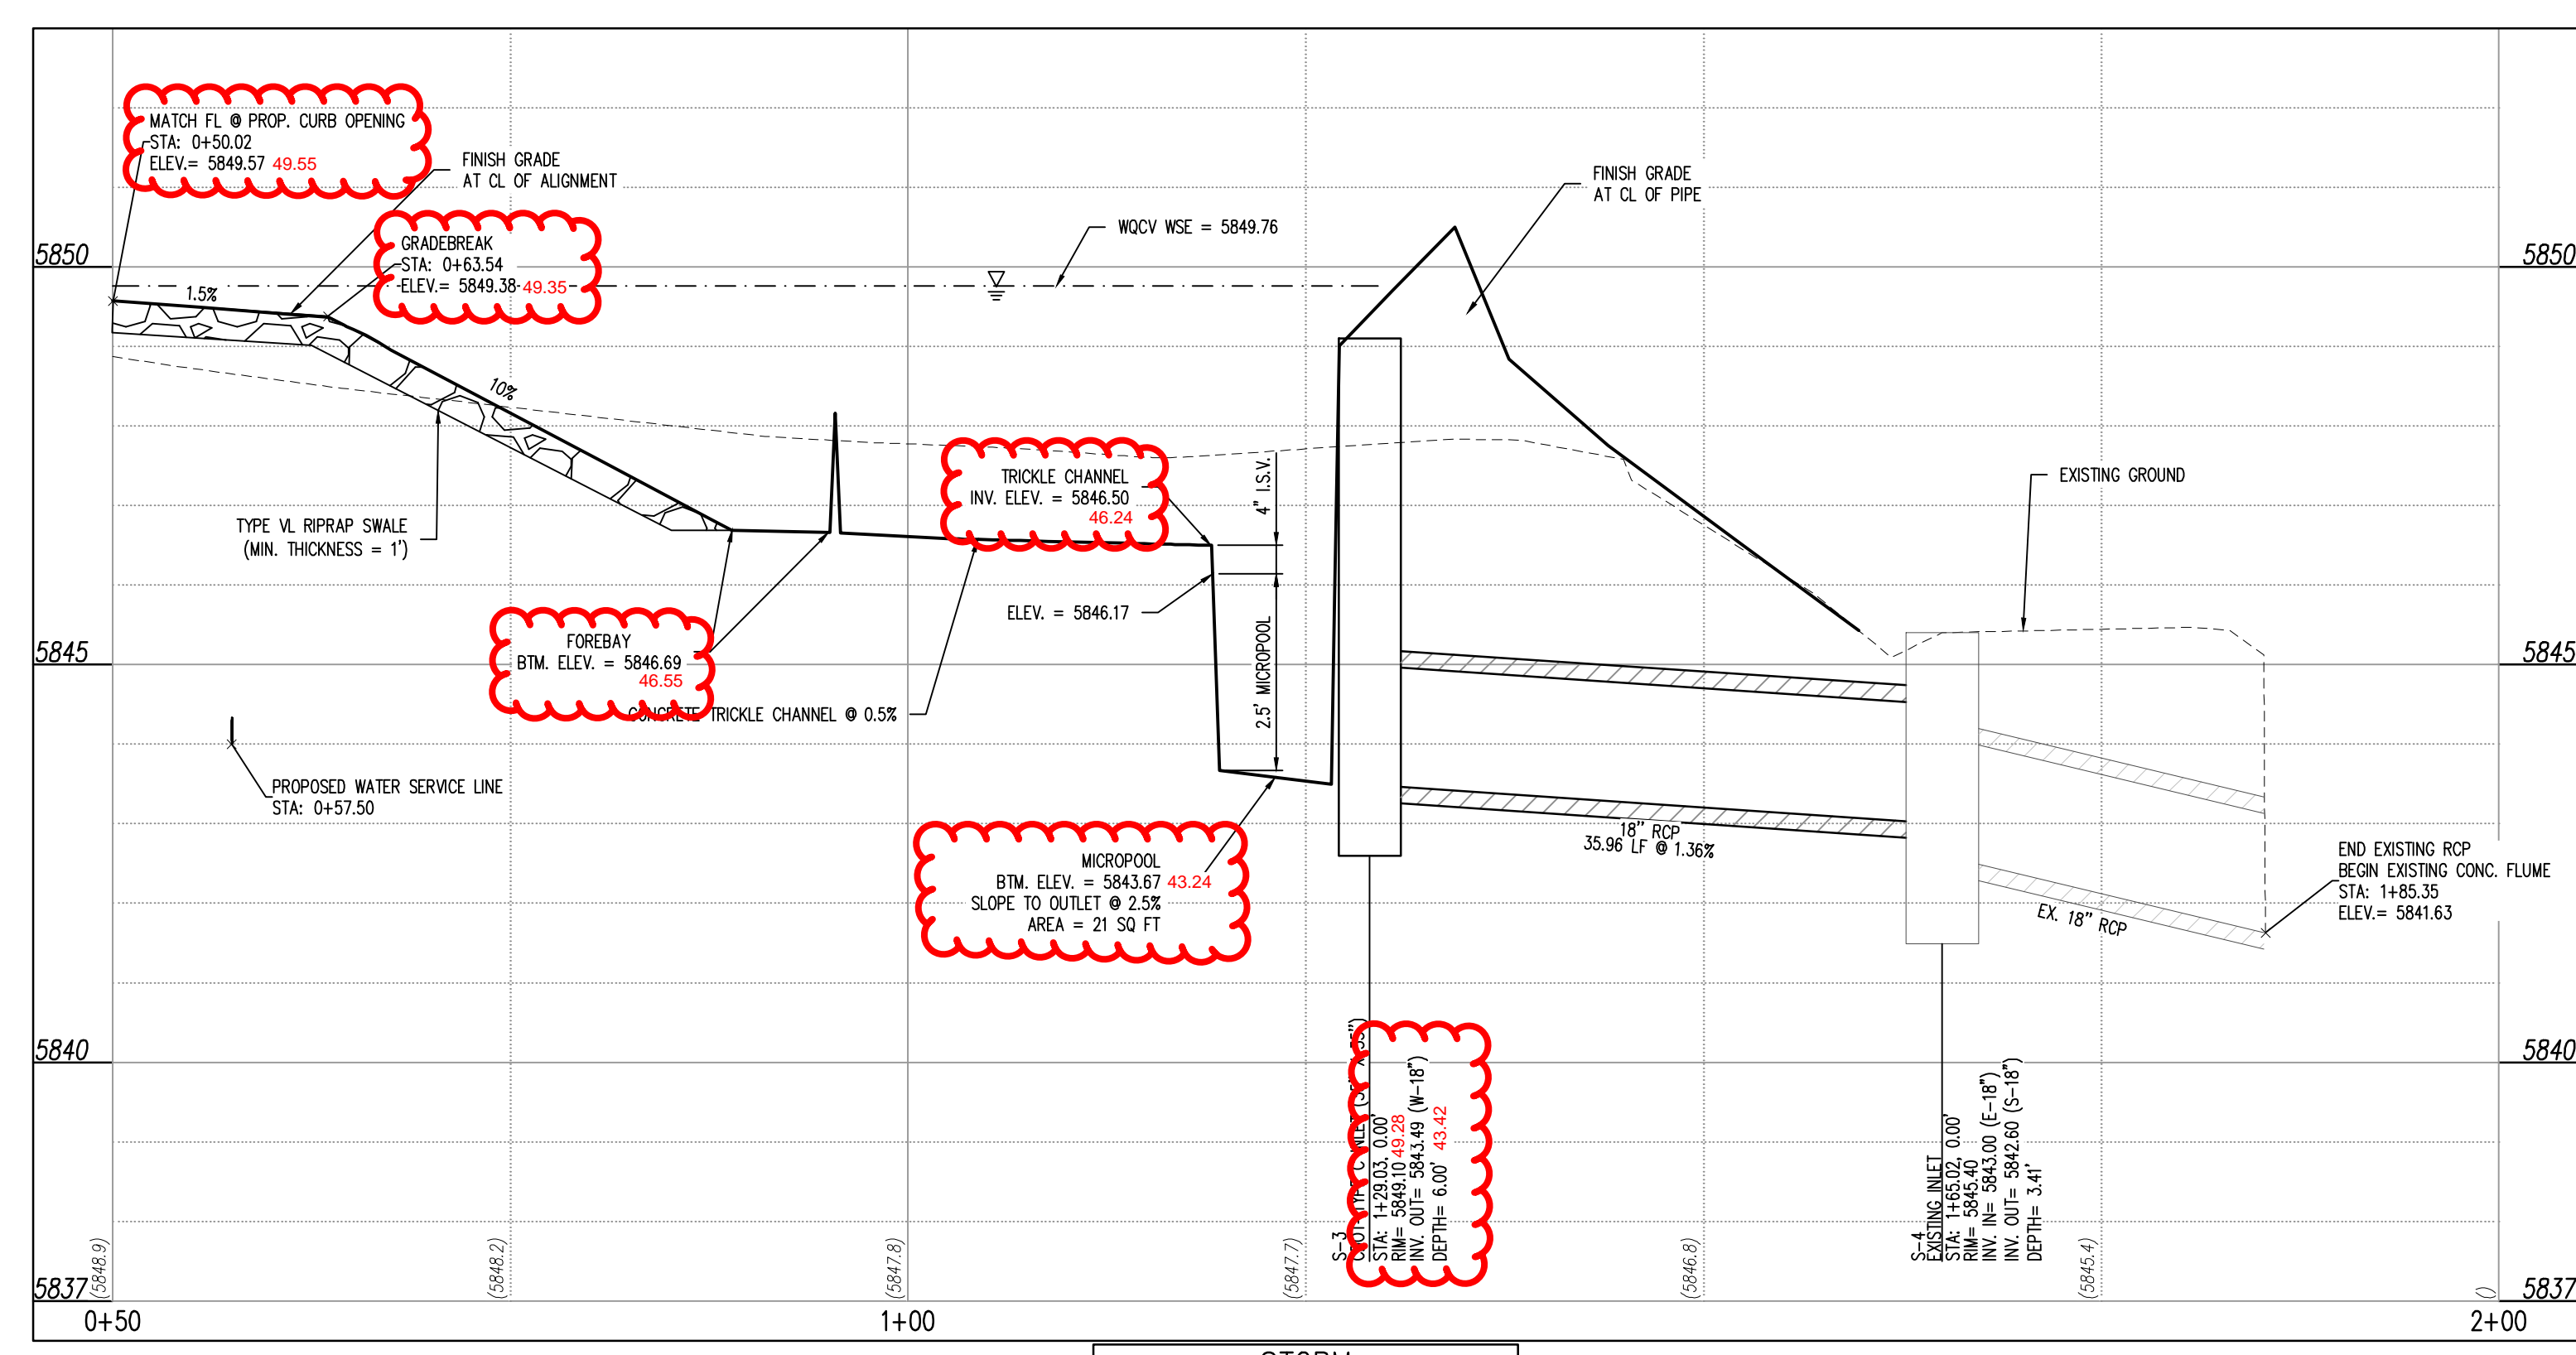 MATCH FL @ PROP. CURB OPENING
STA: 0+50.02
ELEV.= 5849.57 49.55
FINISH GRADE
AT CL OF ALIGNMENT
FINISH GRADE
AT CL OF PIPE
GRADEBREAK
STA: 0+63.54
ELEV.= 5849.38 49.35
WQCV WSE = 5849.76
5850
5850
1.5%
10%
TRICKLE CHANNEL
INV. ELEV. = 5846.50
46.24
4" I.S.V.
EXISTING GROUND
TYPE VL RIPRAP SWALE
(MIN. THICKNESS = 1')
ELEV. = 5846.17
FOREBAY
BTM. ELEV. = 5846.69
46.55
2.5' MICROPOOL
5845
5845
CONCRETE TRICKLE CHANNEL @ 0.5%
PROPOSED WATER SERVICE LINE
STA: 0+57.50
18" RCP
35.96 LF @ 1.36%
MICROPOOL
BTM. ELEV. = 5843.67 43.24
SLOPE TO OUTLET @ 2.5%
AREA = 21 SQ FT
END EXISTING RCP
BEGIN EXISTING CONC. FLUME
STA: 1+85.35
ELEV.= 5841.63
EX. 18" RCP
5840
5840
S-3
TYPE C INLET
STA: 1+29.03, 0.00'
RIM= 5849.10 49.28
INV. OUT= 5843.49 (W-18")
DEPTH= 6.00' 43.42
S-4
EXISTING INLET
STA: 1+65.02, 0.00'
RIM= 5845.40
INV. IN= 5843.00 (E-18")
INV. OUT= 5842.60 (S-18")
DEPTH= 3.41'
(5848.9)
(5848.2)
(5847.8)
(5847.7)
(5846.8)
(5845.4)
()
5837
5837
0+50
1+00
2+00